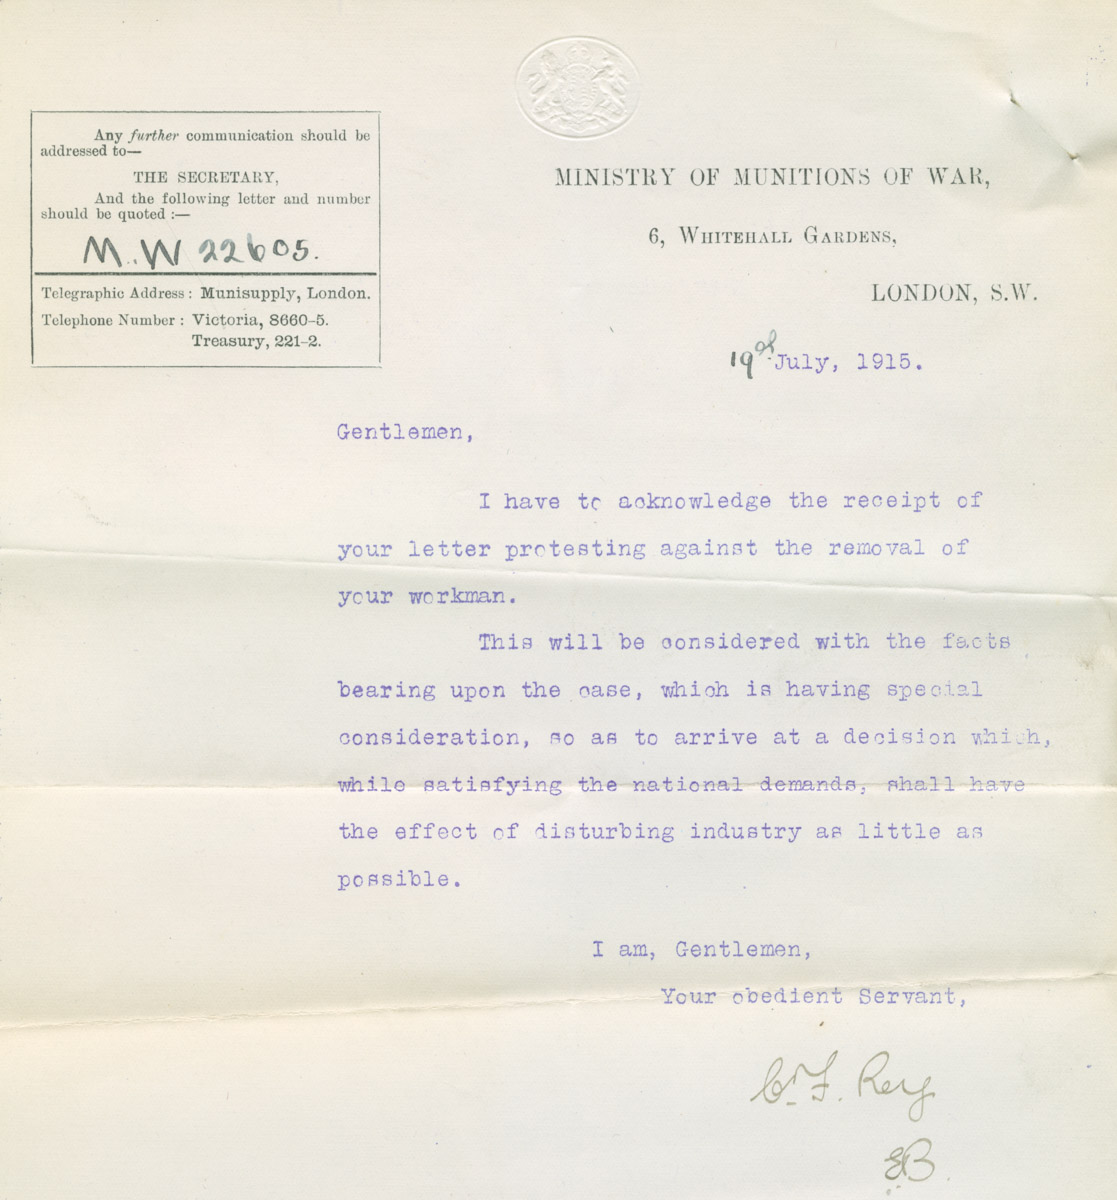 Any further communication should be
addressed to—
THE SECRETARY,
And the following letter and number
should be quoted :—
M.W 22605.
Telegraphic Address : Munisupply, London.
Telephone Number : Victoria, 8660-5.
Treasury, 221-2.
MINISTRY OF MUNITIONS OF WAR,
6, WHITEHALL GARDENS,
LONDON, S.W.
19 July, 1915.
Gentlemen,
I have to acknowledge the receipt of
your letter protesting against the removal of
your workman.
This will be considered with the facts
bearing upon the case, which is having special
consideration, so as to arrive at a decision which,
while satisfying the national demands, shall have
the effect of disturbing industry as little as
possible.
I am, Gentlemen,
Your obedient Servant,
F. Rey